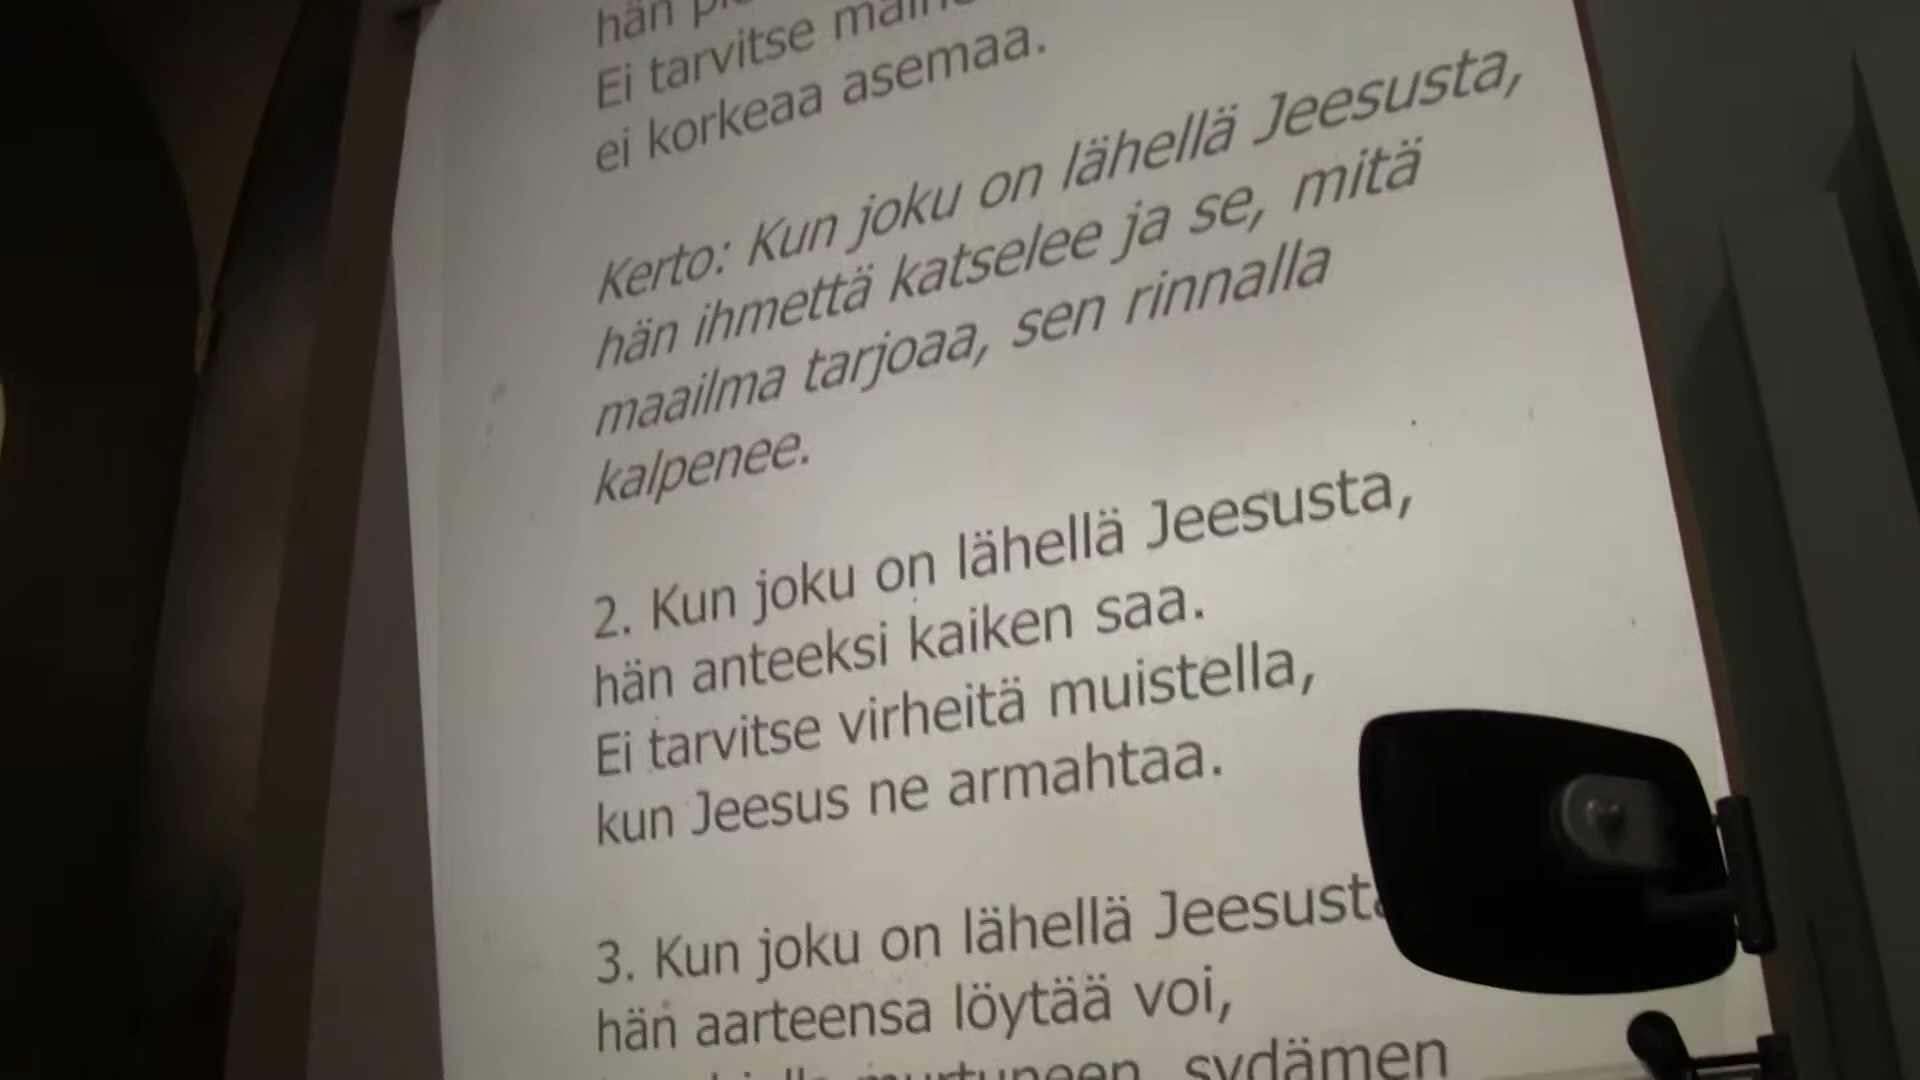 hän
Ei tarvitse
ei korkeaa asemaa.
Kerto: Kun joku on lähellä Jeesusta,
hän ihmettä katselee ja se, mitä
maailma tarjoaa, sen rinnalla
kalpenee.
2. Kun joku on lähellä Jeesusta,
hän anteeksi kaiken saa.
Ei tarvitse virheitä muistella,
kun Jeesus ne armahtaa.
3. Kun joku on lähellä
hän aarteensa löytää voi,
sydämen